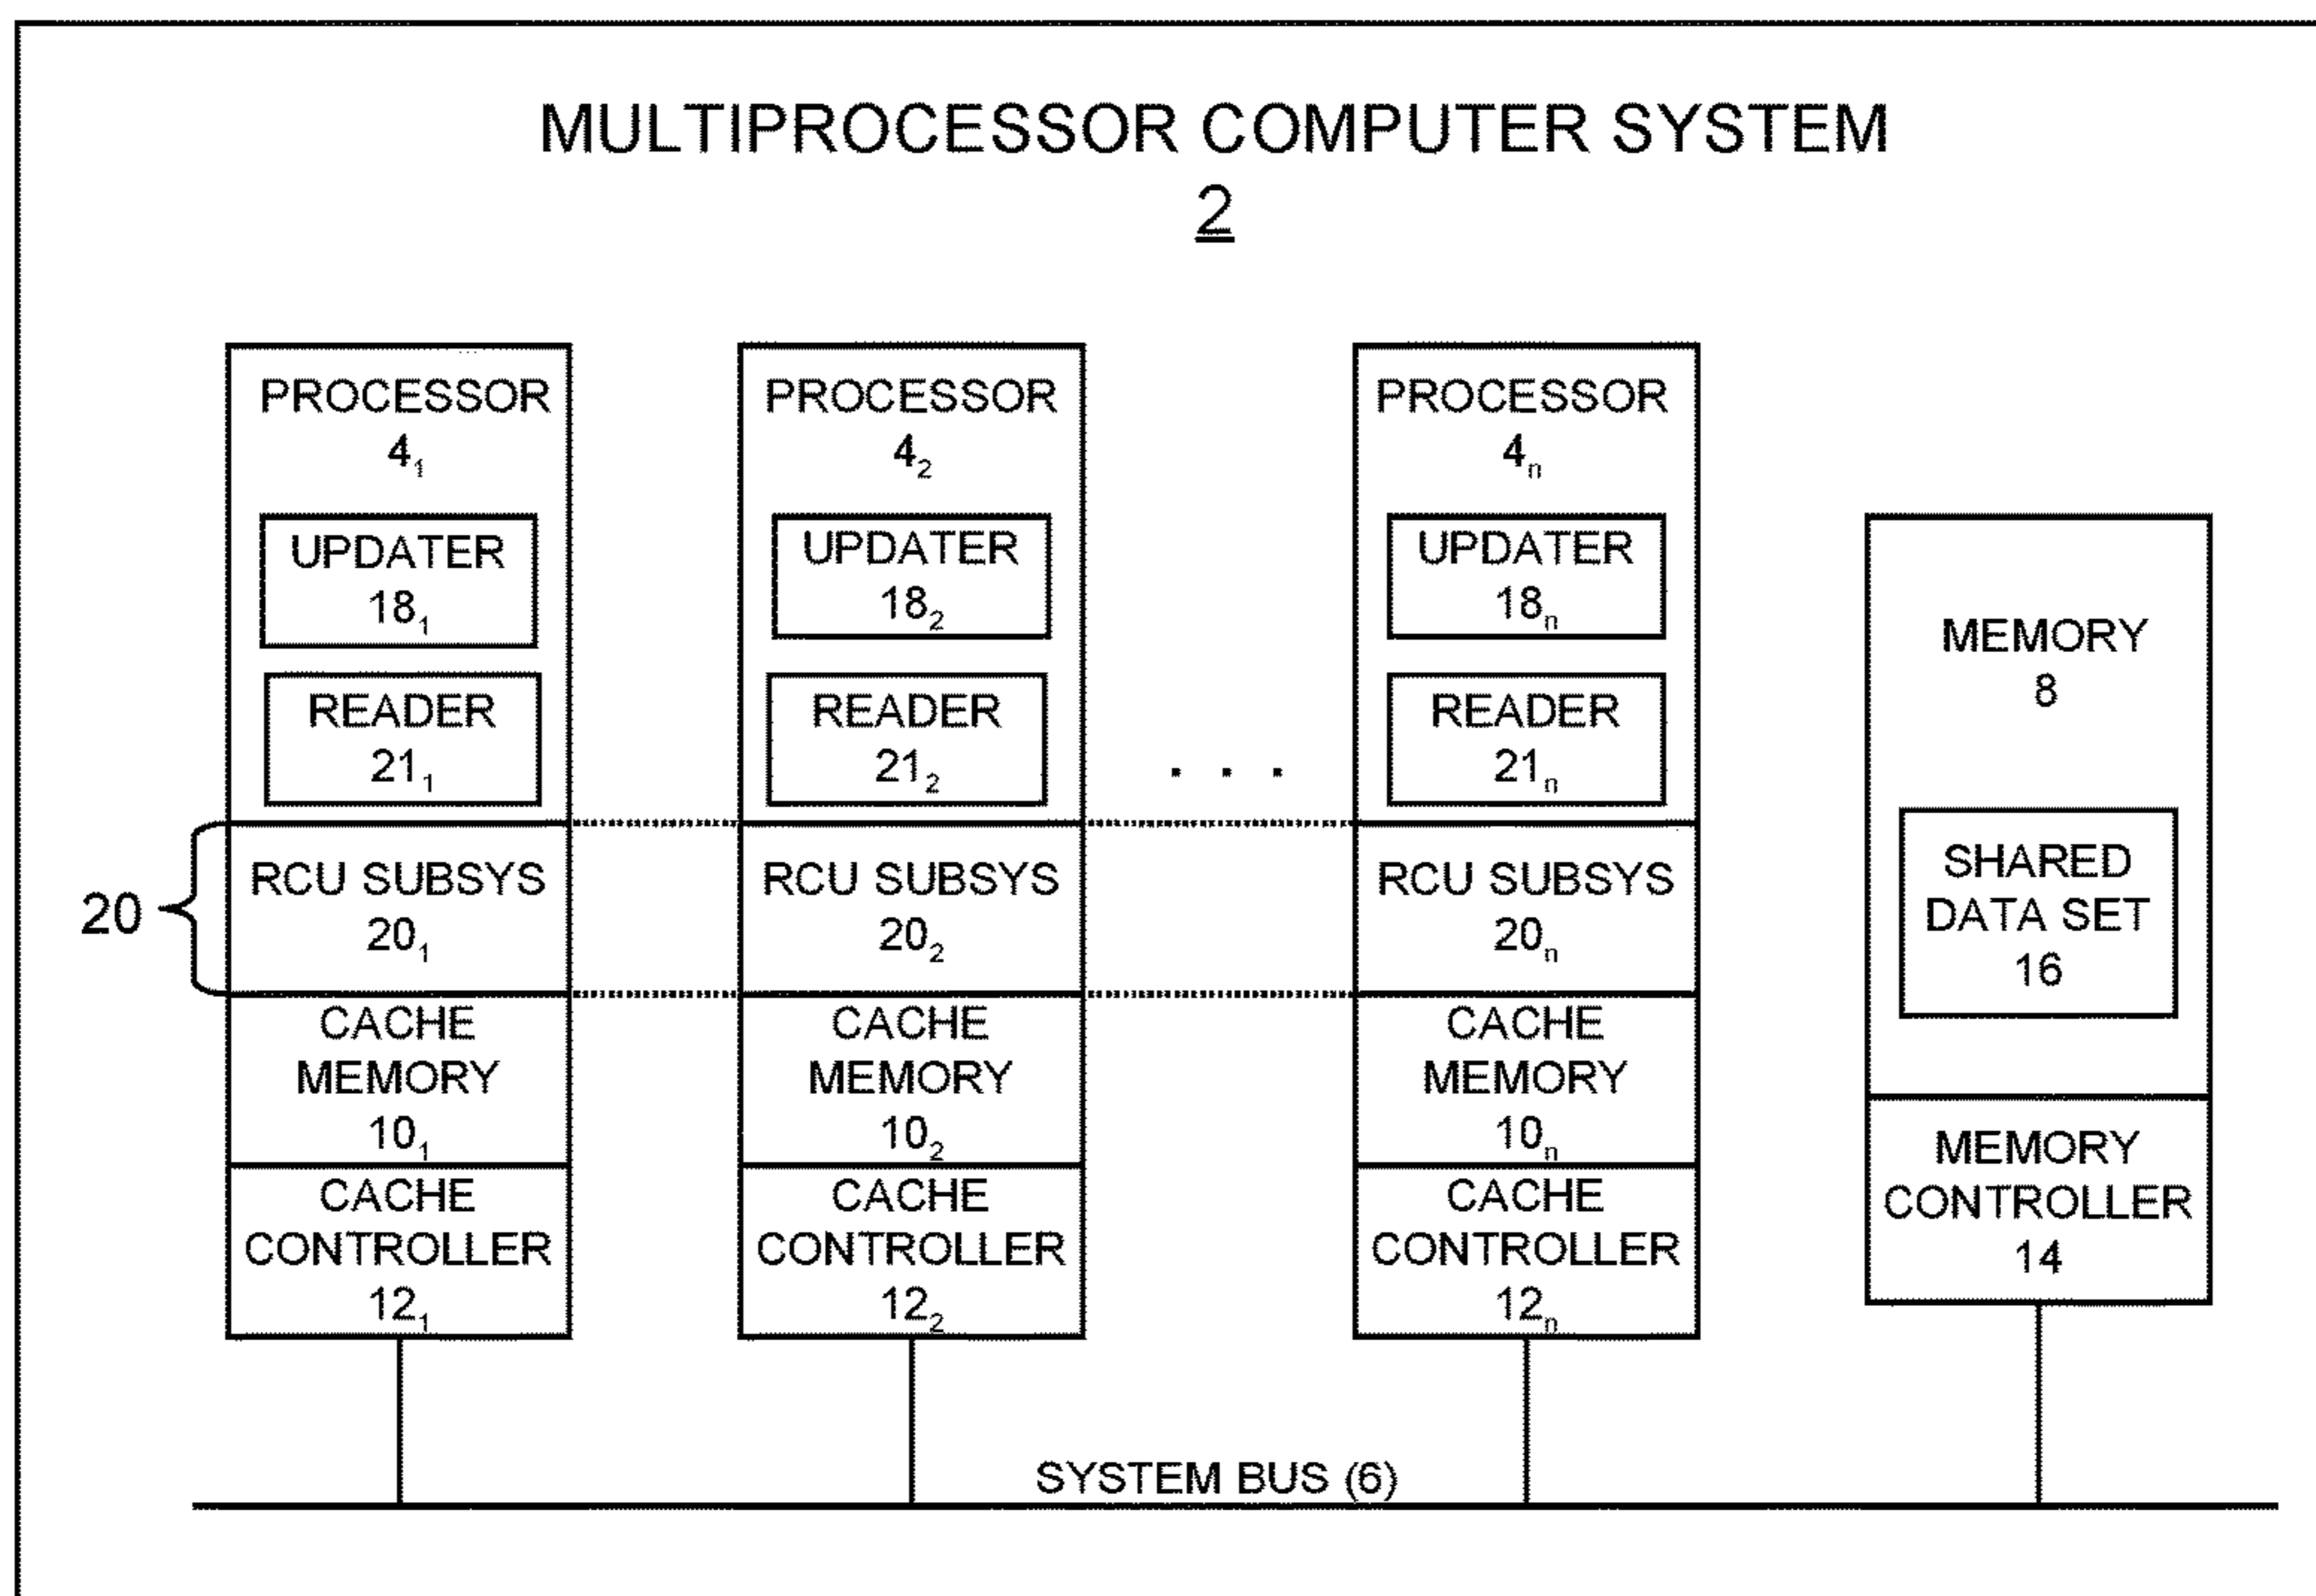 MULTIPROCESSOR COMPUTER SYSTEM
2
PROCESSOR
4₁
UPDATER
18₁
READER
21₁
RCU SUBSYS
20₁
CACHE
MEMORY
10₁
CACHE
CONTROLLER
12₁
20
PROCESSOR
4₂
UPDATER
18₂
READER
21₂
RCU SUBSYS
20₂
CACHE
MEMORY
10₂
CACHE
CONTROLLER
12₂
. . .
PROCESSOR
4ₙ
UPDATER
18ₙ
READER
21ₙ
RCU SUBSYS
20ₙ
CACHE
MEMORY
10ₙ
CACHE
CONTROLLER
12ₙ
MEMORY
8
SHARED
DATA SET
16
MEMORY
CONTROLLER
14
SYSTEM BUS (6)